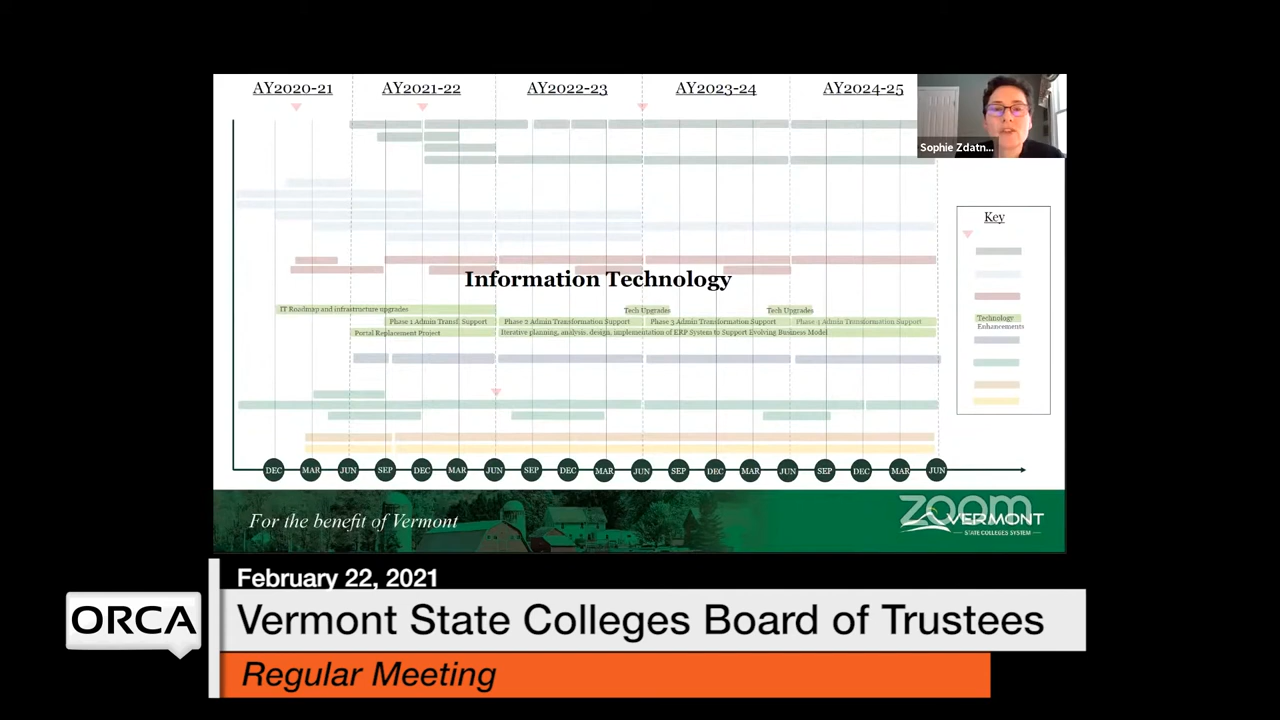 AY2020-21 AY2021-22 AY2022-23 AY2023-24 AY2024-25
Sophie Zdatn...
Key
Information Technology
IT Roadmap and infrastructure upgrades Tech Upgrades Tech Upgrades
Phase 1 Admin Transf. Support Phase 2 Admin Transformation Support Phase 3 Admin Transformation Support Phase 4 Admin Transformation Support
Portal Replacement Project Iterative planning, analysis, design, implementation of ERP System to Support Evolving Business Model
Technology
Enhancements
DEC MAR JUN SEP DEC MAR JUN SEP DEC MAR JUN SEP DEC MAR JUN SEP DEC MAR JUN
For the benefit of Vermont
zoom
VERMONT
STATE COLLEGES SYSTEM
February 22, 2021
ORCA
Vermont State Colleges Board of Trustees
Regular Meeting